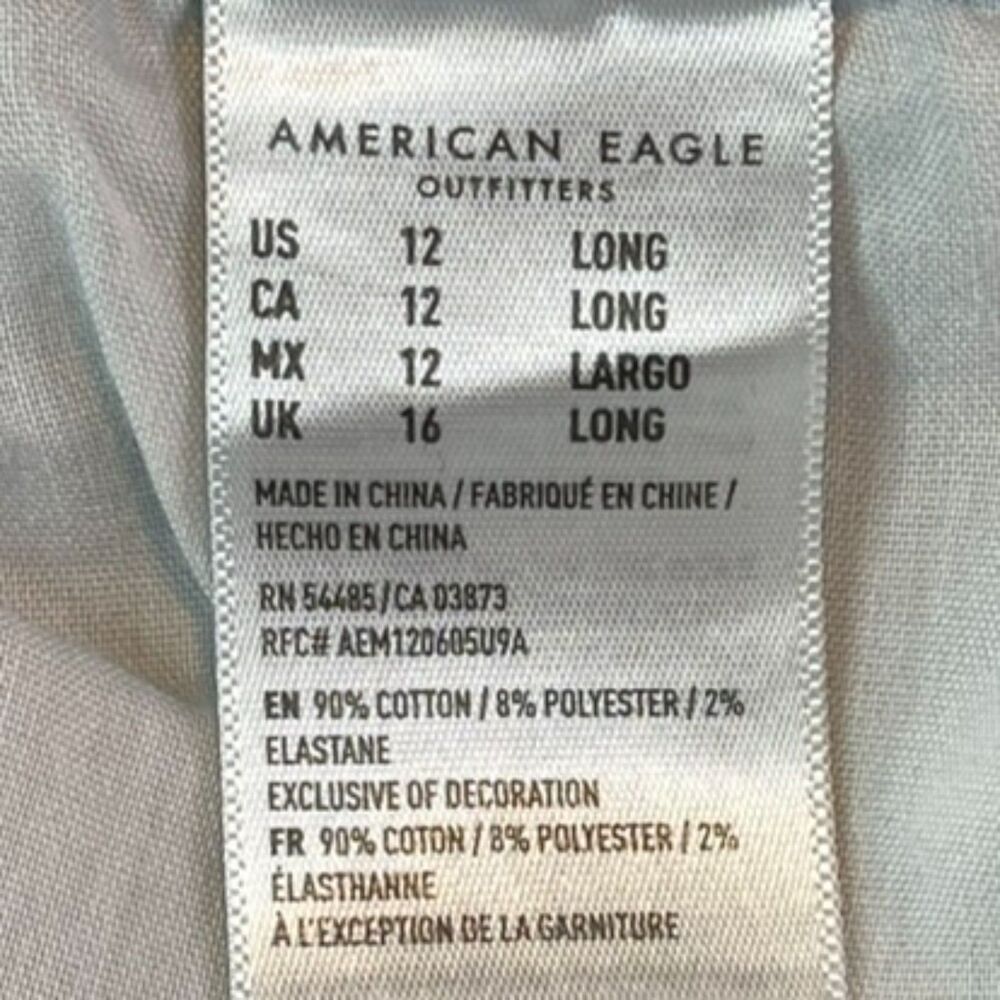 AMERICAN EAGLE
OUTFITTERS
US 12 LONG
CA 12 LONG
MX 12 LARGO
UK 16 LONG
MADE IN CHINA / FABRIQUÉ EN CHINE /
HECHO EN CHINA
RN 54485/CA 03873
RFC# AEM120605U9A
EN 90% COTTON / 8% POLYESTER / 2%
ELASTANE
EXCLUSIVE OF DECORATION
FR 90% COTON / 8% POLYESTER / 2%
ÉLASTHANNE
À L'EXCEPTION DE LA GARNITURE